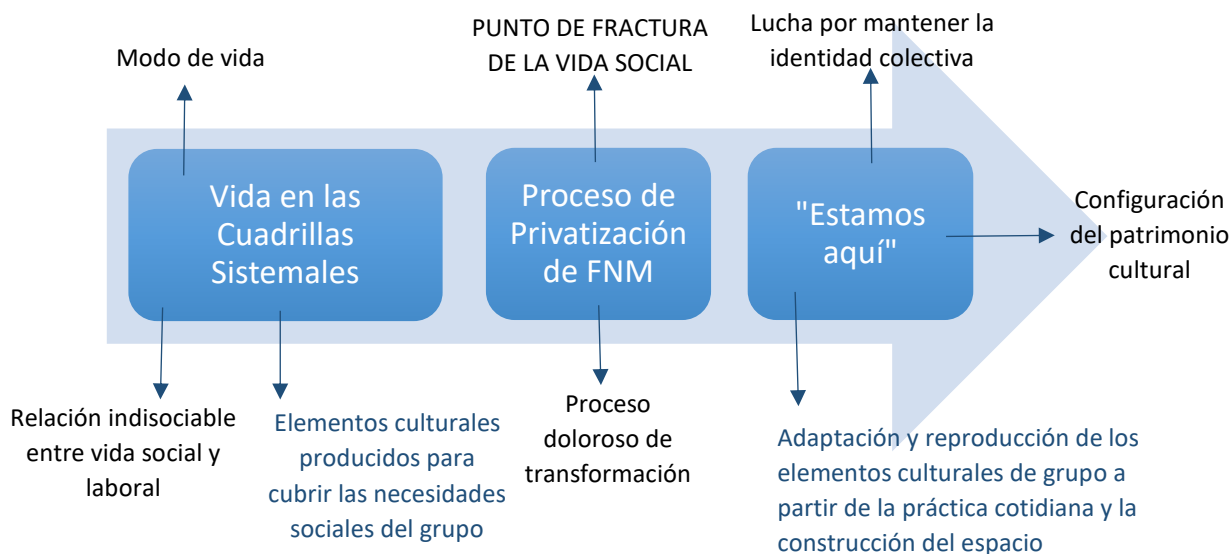 Modo de vida
PUNTO DE FRACTURA
DE LA VIDA SOCIAL
Lucha por mantener la
identidad colectiva
Vida en las
Cuadrillas
Sistemales
Proceso de
Privatización
de FNM
"Estamos
aquí"
Configuración
del patrimonio
cultural
Relación indisociable
entre vida social y
laboral
Elementos culturales
producidos para
cubrir las necesidades
sociales del grupo
Proceso
doloroso de
transformación
Adaptación y reproducción de los
elementos culturales de grupo a
partir de la práctica cotidiana y la
construcción del espacio